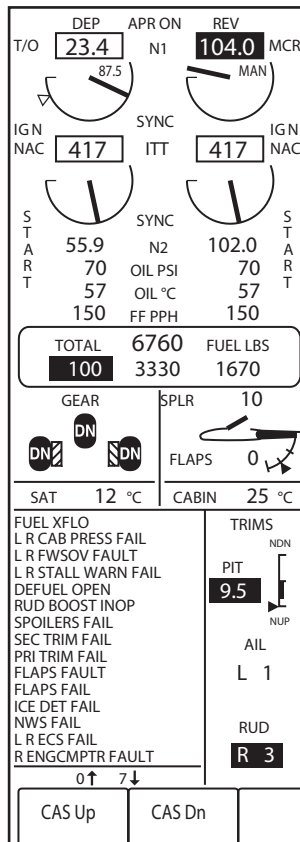 DEP APR ON REV
T/O 23.4 N1 104.0 MCR
87.5 MAN
IGN SYNC IGN
NAC 417 ITT 417 NAC
START SYNC START
55.9 N2 102.0
70 OIL PSI 70
57 OIL °C 57
150 FF PPH 150
TOTAL 6760 FUEL LBS
100 3330 1670
GEAR SPLR 10
DN
DN DN
FLAPS 0
SAT 12 °C CABIN 25 °C
FUEL XFLO
L R CAB PRESS FAIL
L R FWSOV FAULT
L R STALL WARN FAIL
DEFUEL OPEN
RUD BOOST INOP
SPOILERS FAIL
SEC TRIM FAIL
PRI TRIM FAIL
FLAPS FAULT
FLAPS FAIL
ICE DET FAIL
NWS FAIL
L R ECS FAIL
R ENGCMPTR FAULT
0↑ 7↓
TRIMS
NDN
PIT
9.5
NUP
AIL
L 1
RUD
R 3
CAS Up CAS Dn